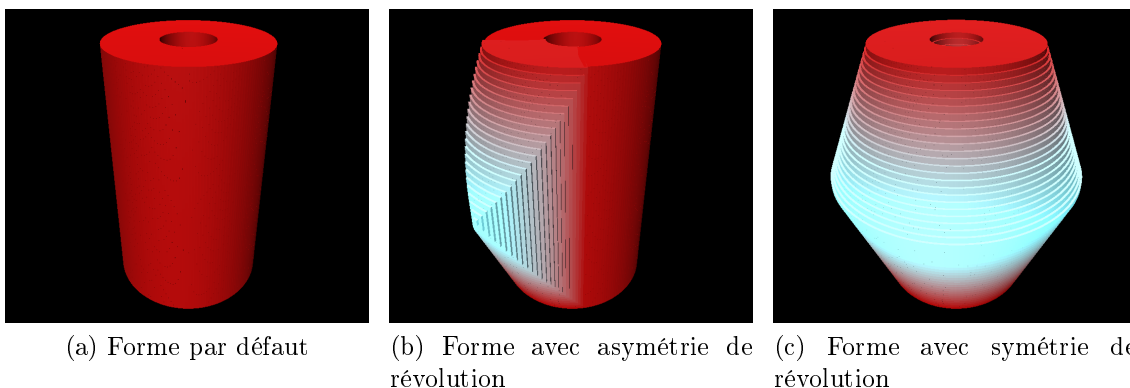 (a) Forme par défaut
(b) Forme avec asymétrie de
révolution
(c) Forme avec symétrie de
révolution